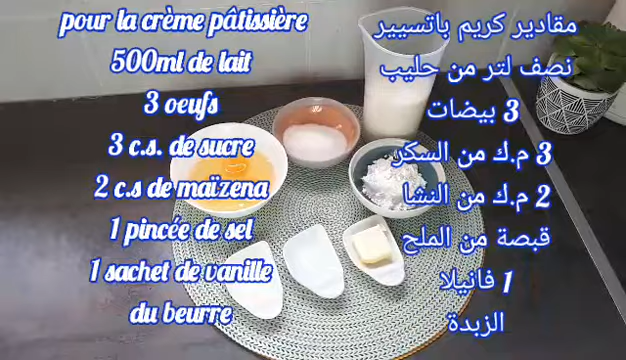 pour la crème pâtissière
500ml de lait
3 oeufs
3 c.s. de sucre
2 c.s de maïzena
1 pincée de sel
1 sachet de vanille
du beurre
مقادير كريم باتسيير
نصف لتر من حليب
3 بيضات
3 م.ك من السكر
2 م.ك من النشا
قبصة من الملح
1 فانيلا
الزبدة